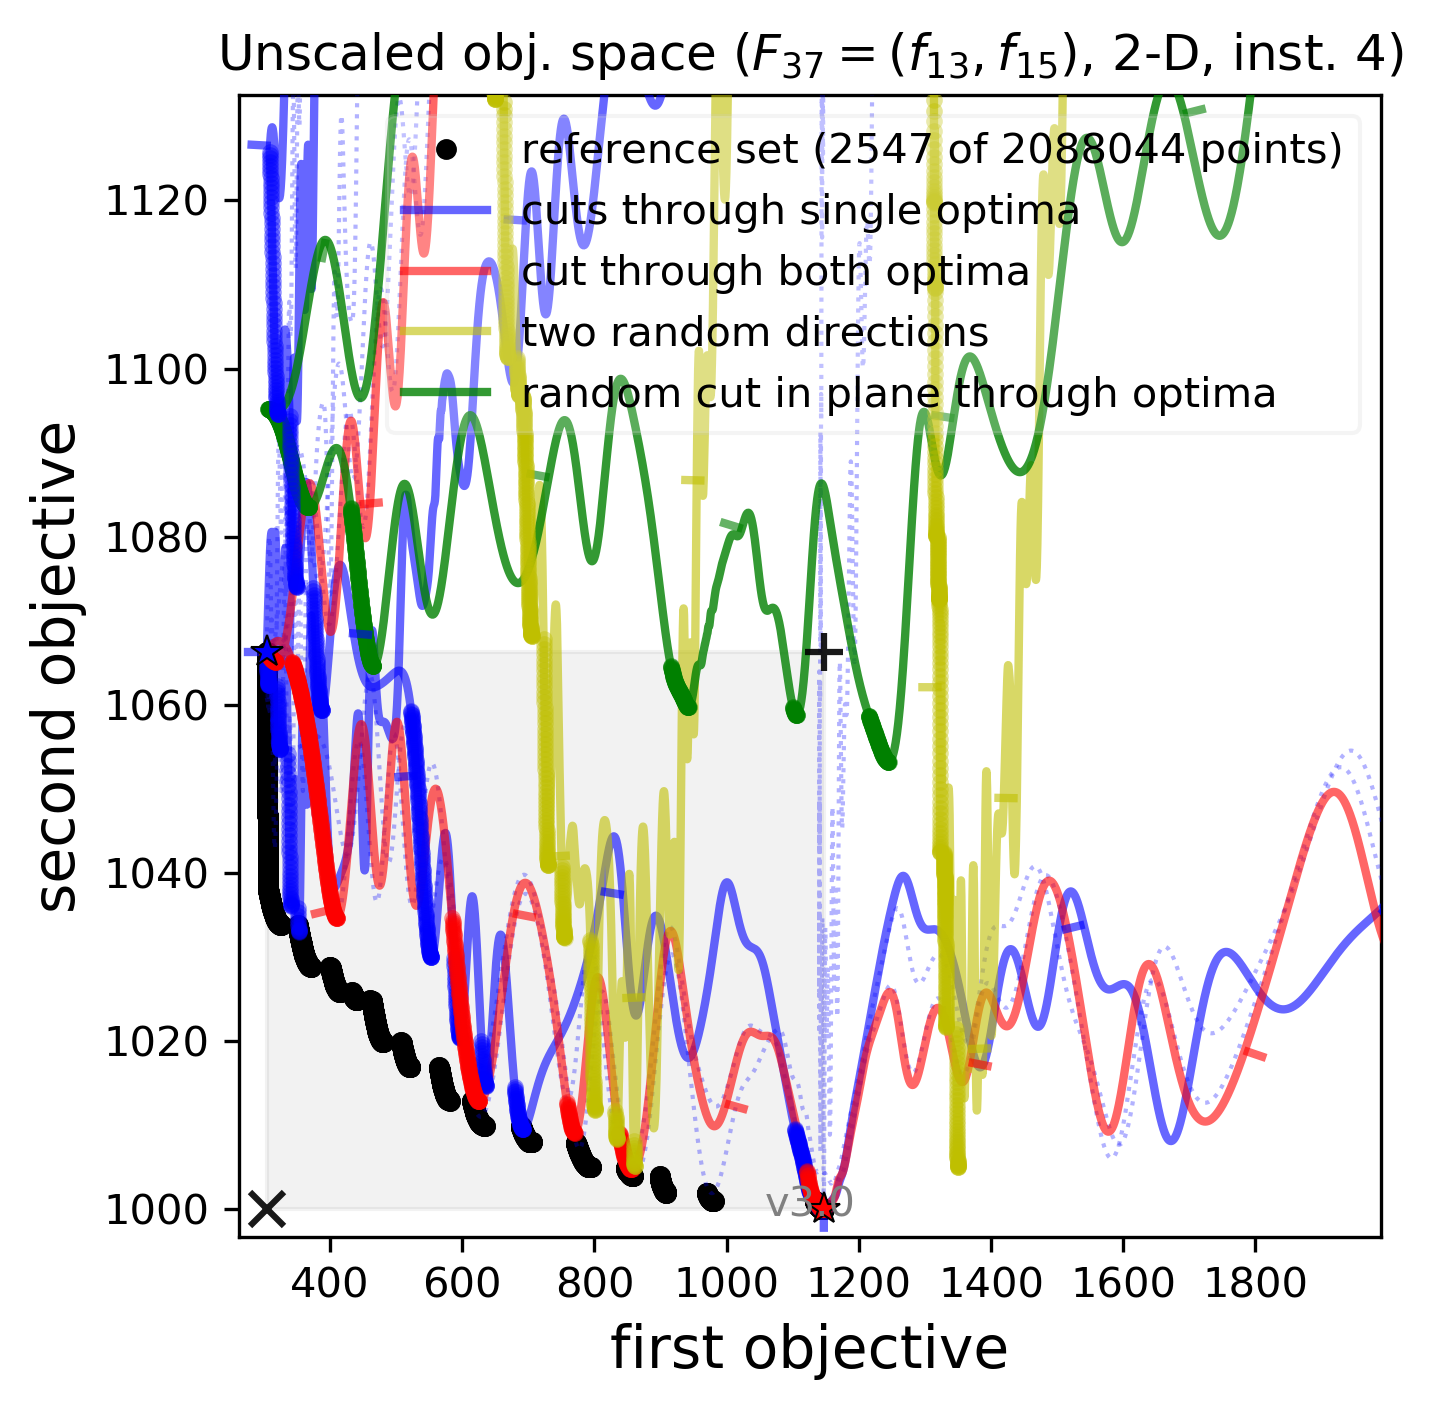 Unscaled obj. space (F₃₇ = (f₁₃, f₁₅), 2-D, inst. 4)
reference set (2547 of 2088044 points)
cuts through single optima
cut through both optima
two random directions
random cut in plane through optima
second objective
1120
1100
1080
1060
1040
1020
1000
v3.0
400 600 800 1000 1200 1400 1600 1800
first objective